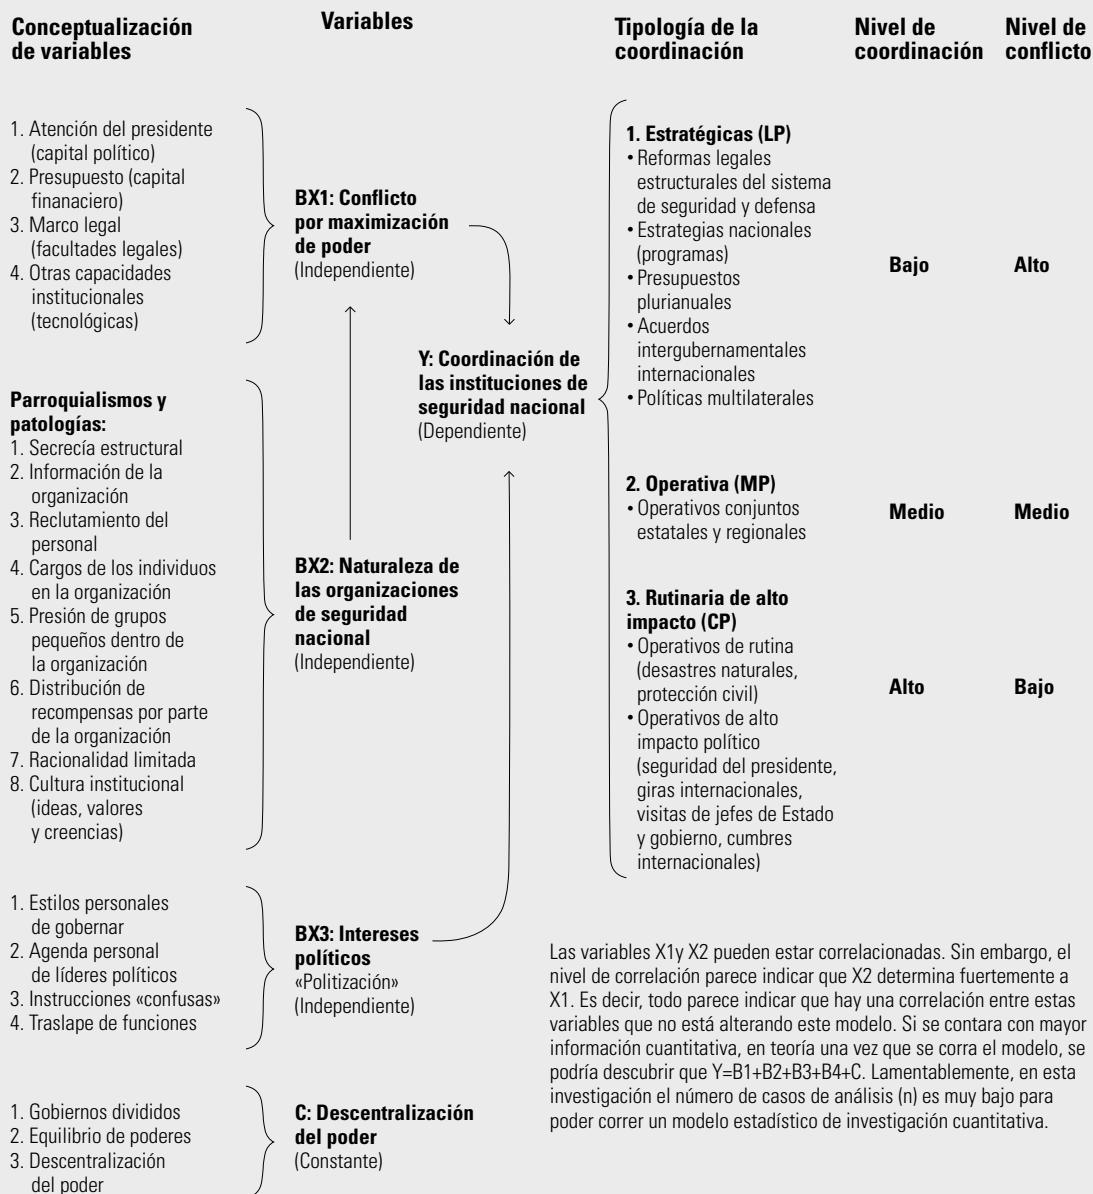 Conceptualización
de variables
Variables
Tipología de la
coordinación
Nivel de
coordinación
Nivel de
conflicto
1. Atención del presidente
(capital político)
2. Presupuesto (capital
finanaciero)
3. Marco legal
(facultades legales)
4. Otras capacidades
institucionales
(tecnológicas)
BX1: Conflicto
por maximización
de poder
(Independiente)
Parroquialismos y
patologías:
1. Secrecía estructural
2. Información de la
organización
3. Reclutamiento del
personal
4. Cargos de los individuos
en la organización
5. Presión de grupos
pequeños dentro de
la organización
6. Distribución de
recompensas por parte
de la organización
7. Racionalidad limitada
8. Cultura institucional
(ideas, valores
y creencias)
BX2: Naturaleza de
las organizaciones
de seguridad
nacional
(Independiente)
1. Estilos personales
de gobernar
2. Agenda personal
de líderes políticos
3. Instrucciones «confusas»
4. Traslape de funciones
BX3: Intereses
políticos
«Politización»
(Independiente)
1. Gobiernos divididos
2. Equilibrio de poderes
3. Descentralización
del poder
C: Descentralización
del poder
(Constante)
Y: Coordinación de
las instituciones de
seguridad nacional
(Dependiente)
1. Estratégicas (LP)
• Reformas legales
estructurales del sistema
de seguridad y defensa
• Estrategias nacionales
(programas)
• Presupuestos
plurianuales
• Acuerdos
intergubernamentales
internacionales
• Políticas multilaterales
Bajo
Alto
2. Operativa (MP)
• Operativos conjuntos
estatales y regionales
Medio
Medio
3. Rutinaria de alto
impacto (CP)
• Operativos de rutina
(desastres naturales,
protección civil)
• Operativos de alto
impacto político
(seguridad del presidente,
giras internacionales,
visitas de jefes de Estado
y gobierno, cumbres
internacionales)
Alto
Bajo
Las variables X1y X2 pueden estar correlacionadas. Sin embargo, el
nivel de correlación parece indicar que X2 determina fuertemente a
X1. Es decir, todo parece indicar que hay una correlación entre estas
variables que no está alterando este modelo. Si se contara con mayor
información cuantitativa, en teoría una vez que se corra el modelo, se
podría descubrir que Y=B1+B2+B3+B4+C. Lamentablemente, en esta
investigación el número de casos de análisis (n) es muy bajo para
poder correr un modelo estadístico de investigación cuantitativa.